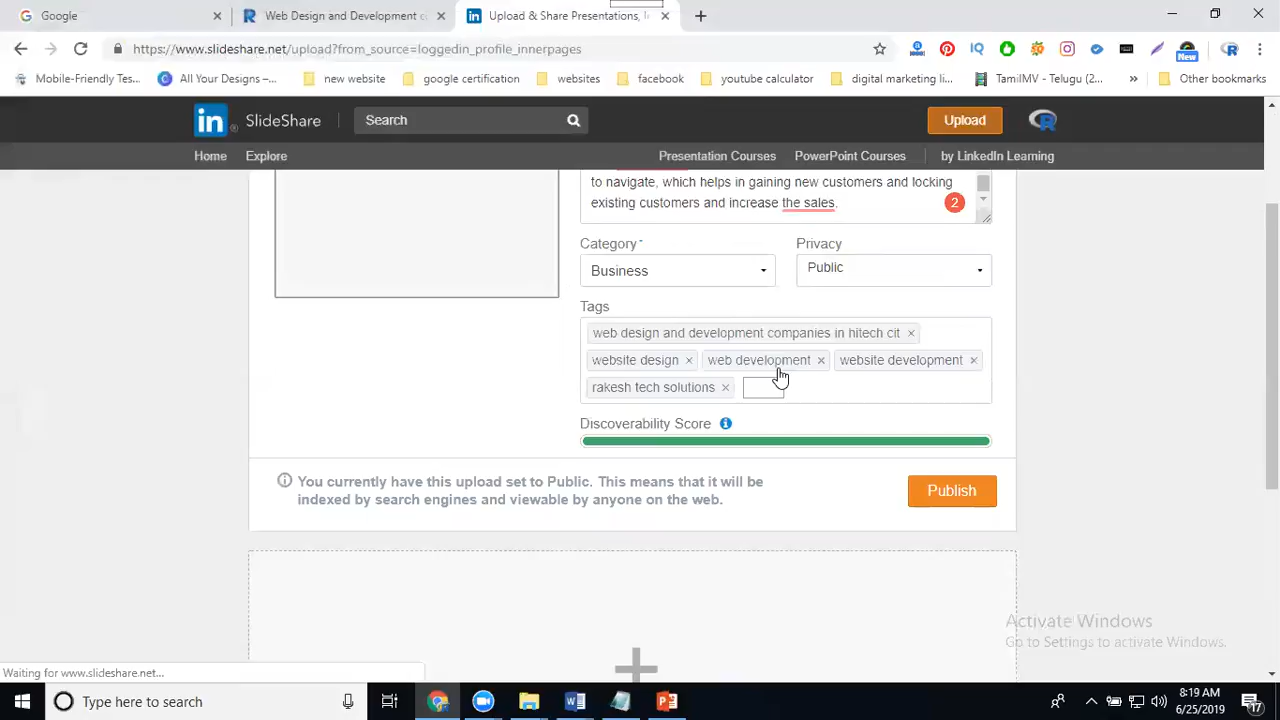 Google
Web Design and Development c
Upload & Share Presentations, I
https://www.slideshare.net/upload?from_source=loggedin_profile_innerpages
New
Mobile-Friendly Tes...
All Your Designs –...
new website
google certification
websites
facebook
youtube calculator
digital marketing li...
TamilMV - Telugu (2...
Other bookmarks
in SlideShare
Search
Upload
Home
Explore
Presentation Courses
PowerPoint Courses
by LinkedIn Learning
to navigate, which helps in gaining new customers and locking
existing customers and increase the sales.
2
Category*
Privacy
Business
Public
Tags
web design and development companies in hitech cit ×
website design × web development × website development ×
rakesh tech solutions ×
Discoverability Score
You currently have this upload set to Public. This means that it will be
indexed by search engines and viewable by anyone on the web.
Publish
Activate Windows
Go to Settings to activate Windows.
Waiting for www.slideshare.net...
Type here to search
8:19 AM
6/25/2019
17